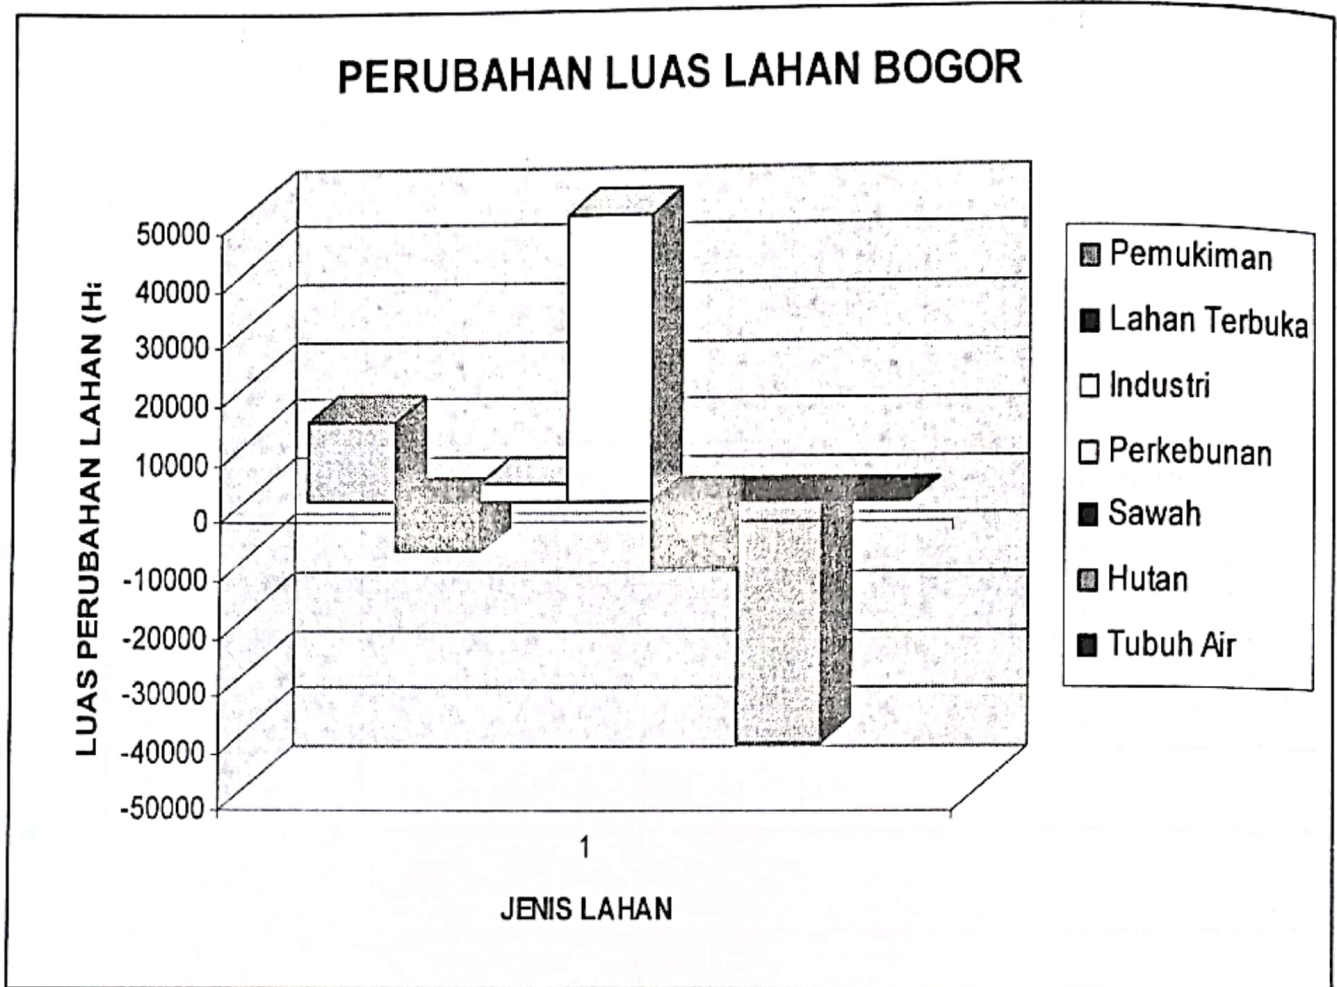 PERUBAHAN LUAS LAHAN BOGOR
LUAS PERUBAHAN LAHAN (H
50000
40000
30000
20000
10000
0
-10000
-20000
-30000
-40000
-50000
1
JENIS LAHAN
Pemukiman
Lahan Terbuka
Industri
Perkebunan
Sawah
Hutan
Tubuh Air